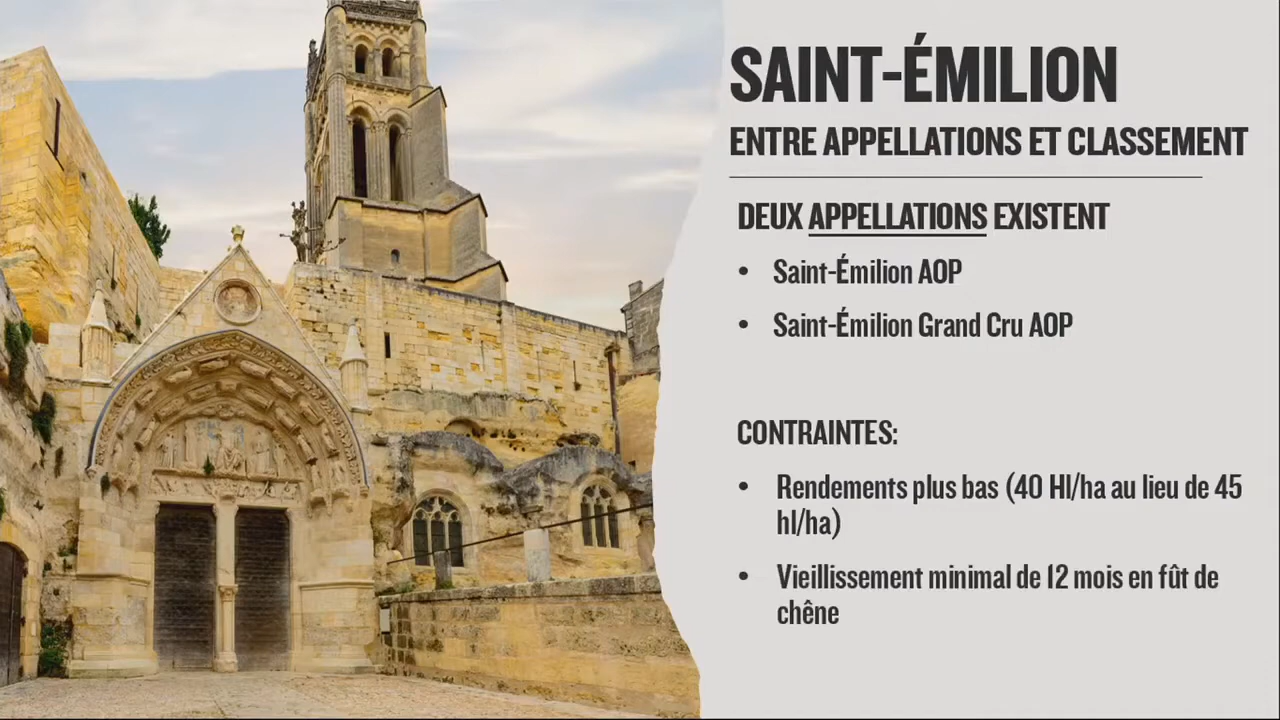 SAINT-ÉMILION
ENTRE APPELLATIONS ET CLASSEMENT
DEUX APPELLATIONS EXISTENT
• Saint-Émilion AOP
• Saint-Émilion Grand Cru AOP
CONTRAINTES:
• Rendements plus bas (40 Hl/ha au lieu de 45
hl/ha)
• Vieillissement minimal de 12 mois en fût de
chêne